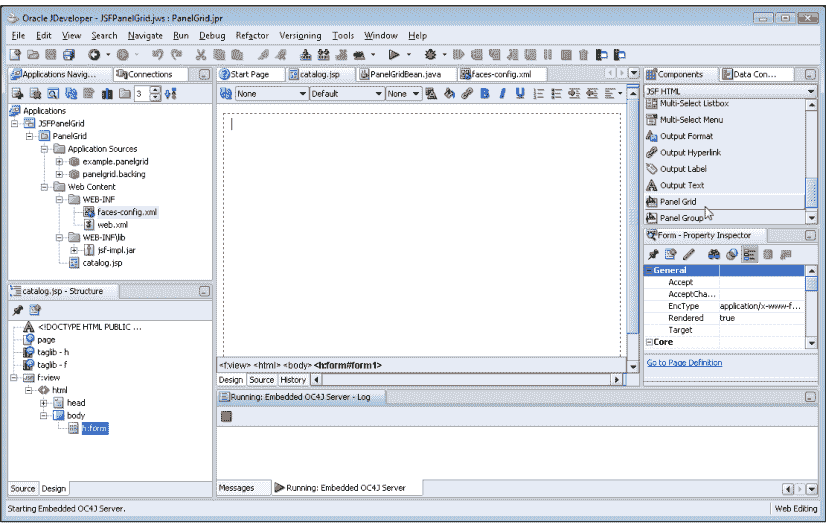 Oracle JDeveloper - JSFPanelGrid.jws : PanelGrid.jpr
File Edit View Search Navigate Run Debug Refactor Versioning Tools Window Help
Applications Navig... Connections
3
Applications
JSFPanelGrid
PanelGrid
Application Sources
example.panelgrid
panelgrid.backing
Web Content
WEB-INF
faces-config.xml
web.xml
WEB-INF\lib
jsf-impl.jar
catalog.jsp
catalog.jsp - Structure
<!DOCTYPE HTML PUBLIC ...
page
taglib - h
taglib - f
f:view
html
head
body
h:form
Source Design
Start Page catalog.jsp PanelGridBean.java faces-config.xml
None Default None B I U
<f:view> <html> <body> <h:form#form1>
Design Source History
Running: Embedded OC4J Server - Log
Messages Running: Embedded OC4J Server
Components Data Con...
JSF HTML
Multi-Select Listbox
Multi-Select Menu
Output Format
Output Hyperlink
Output Label
Output Text
Panel Grid
Panel Group
Form - Property Inspector
General
Accept
AcceptCha...
EncType application/x-www-f...
Rendered true
Target
Core
Go to Page Definition
Starting Embedded OC4J Server. Web Editing